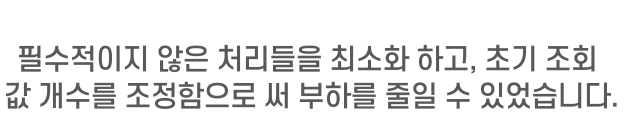 필수적이지 않은 처리들을 최소화 하고, 초기 조회
값 개수를 조정함으로 써 부하를 줄일 수 있었습니다.